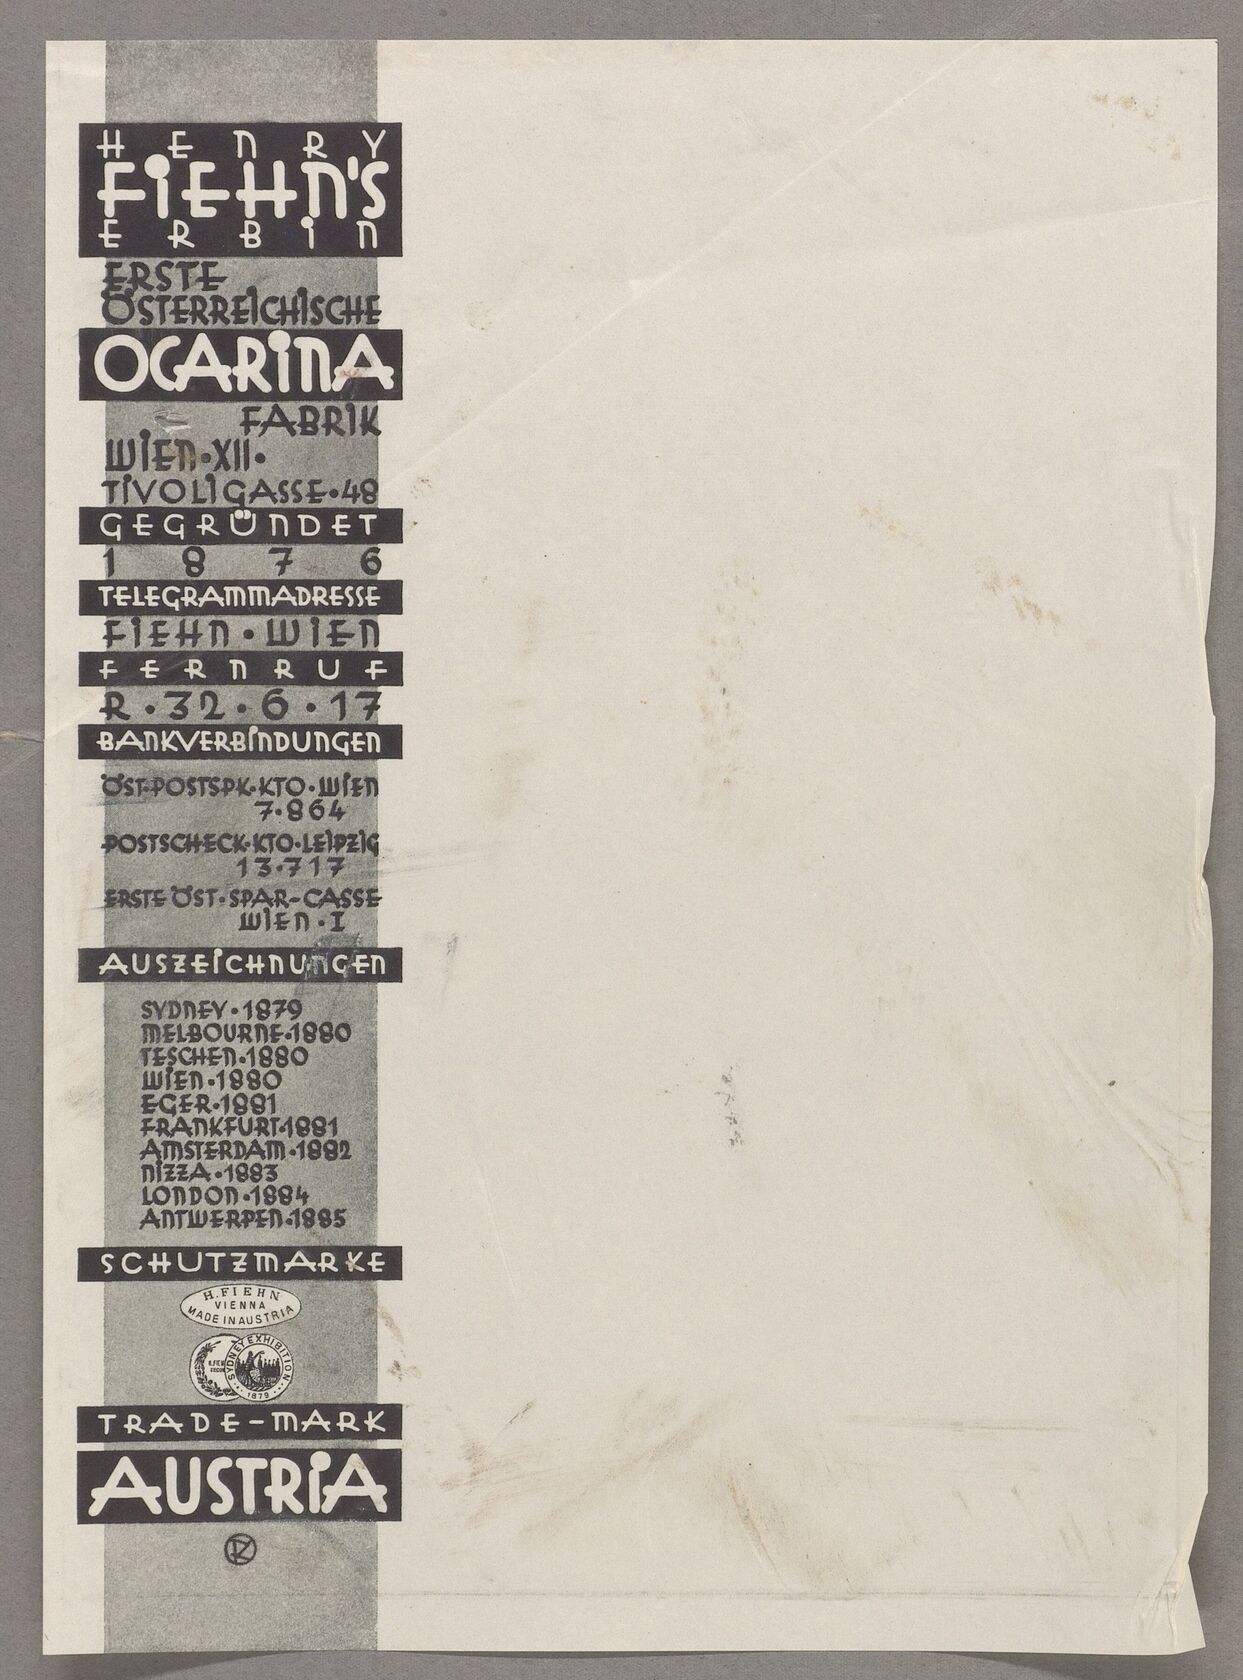 HENRY
FIEHN'S
ERBIN
ERSTE
ÖSTERREICHISCHE
OCARINA
FABRIK
WIEN·XII·
TIVOLIGASSE·48
GEGRÜNDET
1876
TELEGRAMMADRESSE
FIEHN·WIEN
FERNRUF
R·32·6·17
BANKVERBINDUNGEN
ÖST·POSTSPK·KTO·WIEN
7·864
POSTSCHECK·KTO·LEIPZIG
13·717
ERSTE ÖST·SPAR-CASSE
WIEN·I
AUSZEICHNUNGEN
SYDNEY·1879
MELBOURNE·1880
TESCHEN·1880
WIEN·1880
EGER·1881
FRANKFURT·1881
AMSTERDAM·1882
NIZZA·1883
LONDON·1884
ANTWERPEN·1885
SCHUTZMARKE
H. FIEHN
VIENNA
MADE IN AUSTRIA
SYDNEY EXHIBITION
1879
TRADE-MARK
AUSTRIA